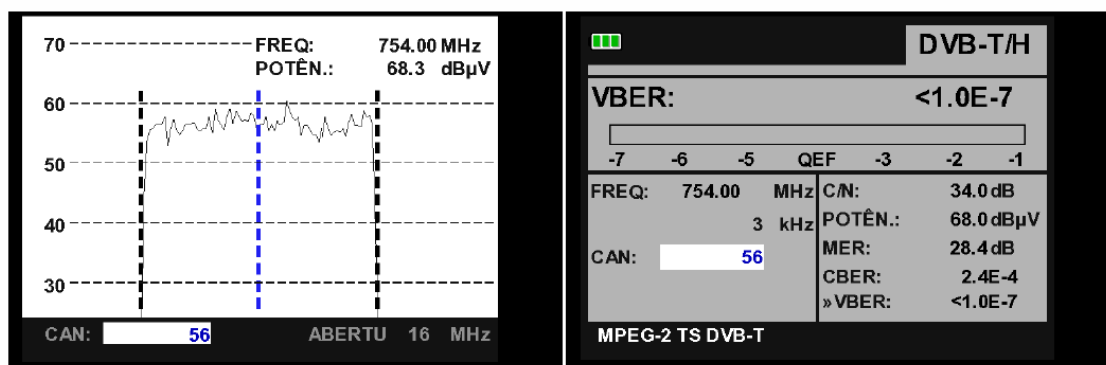 70 FREQ: 754.00 MHz
POTÊN.: 68.3 dBµV
60
50
40
30
CAN: 56 ABERTU 16 MHz
DVB-T/H
VBER: <1.0E-7
-7 -6 -5 QEF -3 -2 -1
FREQ: 754.00 MHz
3 kHz
CAN: 56
C/N: 34.0 dB
POTÊN.: 68.0 dBµV
MER: 28.4 dB
CBER: 2.4E-4
»VBER: <1.0E-7
MPEG-2 TS DVB-T